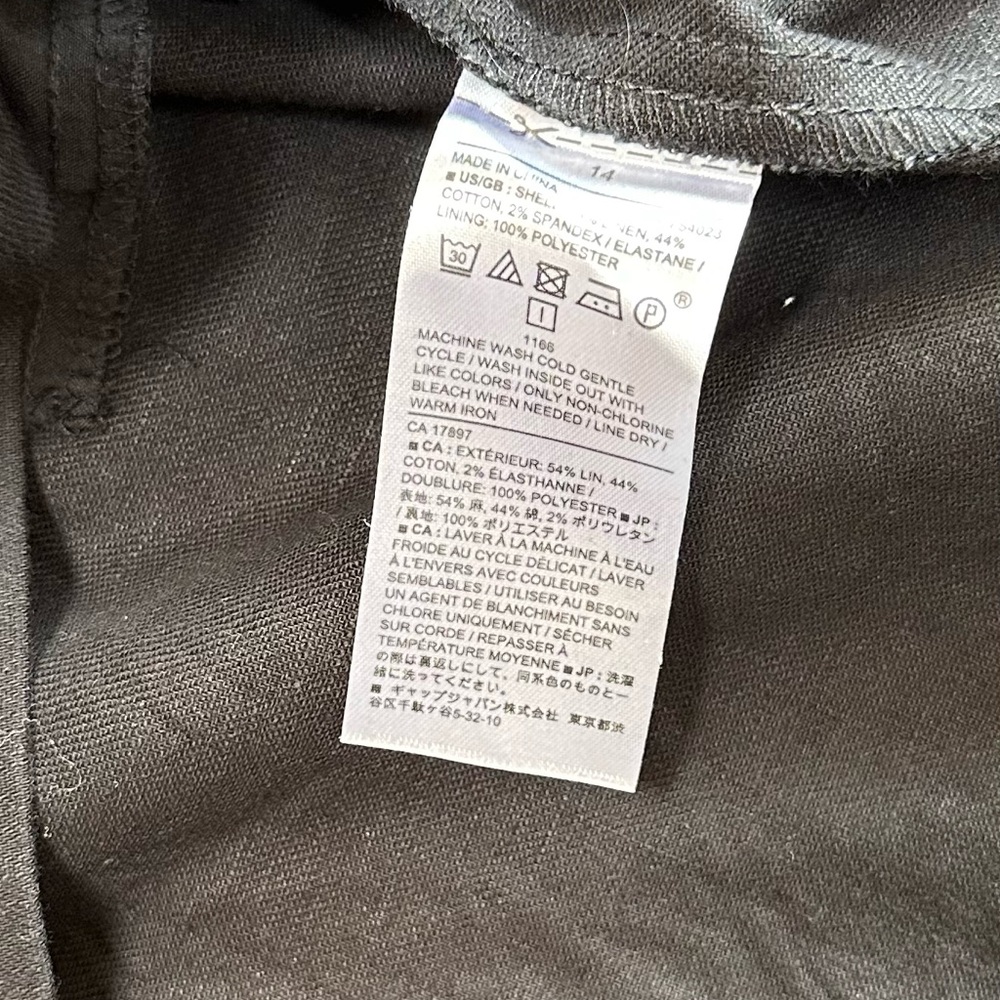 14
MADE IN
US/GB : 44%
COTTON, 2% SPANDEX / ELASTANE /
LINING: 100% POLYESTER
30
P ®
1166
MACHINE WASH COLD GENTLE
CYCLE / WASH INSIDE OUT WITH
LIKE COLORS / ONLY NON-CHLORINE
BLEACH WHEN NEEDED / LINE DRY /
WARM IRON
CA 17897
■ CA : EXTÉRIEUR: 54% LIN, 44%
COTON, 2% ÉLASTHANNE /
DOUBLURE: 100% POLYESTER ■ JP :
表地: 54% 麻, 44% 綿, 2% ポリウレタン
/ 裏地: 100% ポリエステル
■ CA : LAVER À LA MACHINE À L'EAU
FROIDE AU CYCLE DÉLICAT / LAVER
À L'ENVERS AVEC COULEURS
SEMBLABLES / UTILISER AU BESOIN
UN AGENT DE BLANCHIMENT SANS
CHLORE UNIQUEMENT / SÉCHER
SUR CORDE / REPASSER À
TEMPÉRATURE MOYENNE ■ JP : 洗濯
の際は裏返しにして、同系色のものと一
緒に洗ってください。
■ ギャップジャパン株式会社 東京都渋
谷区千駄ヶ谷5-32-10